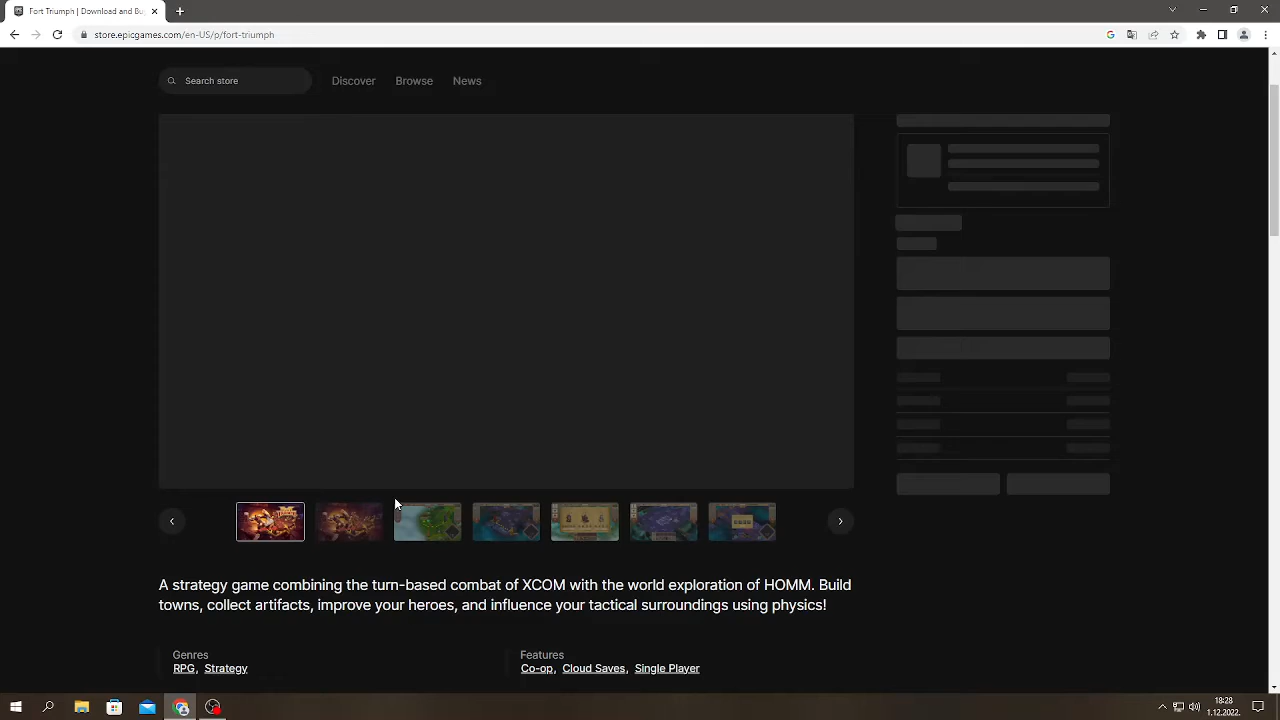 Fort Triumph | Download and Bu
store.epicgames.com/en-US/p/fort-triumph
Search store
Discover
Browse
News
A strategy game combining the turn-based combat of XCOM with the world exploration of HOMM. Build
towns, collect artifacts, improve your heroes, and influence your tactical surroundings using physics!
Genres
RPG, Strategy
Features
Co-op, Cloud Saves, Single Player
18:28
1.12.2022.